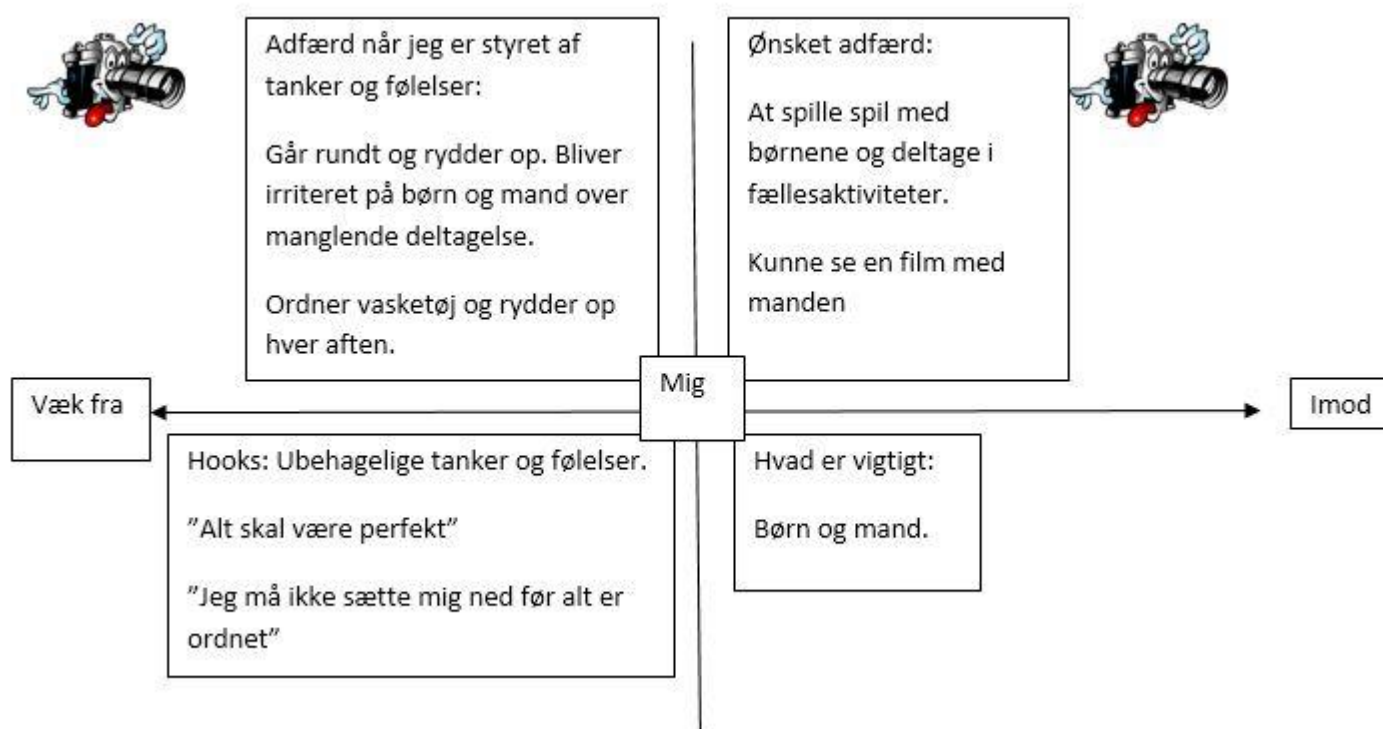 Adfærd når jeg er styret af
tanker og følelser:
Går rundt og rydder op. Bliver
irriteret på børn og mand over
manglende deltagelse.
Ordner vasketøj og rydder op
hver aften.
Ønsket adfærd:
At spille spil med
børnene og deltage i
fællesaktiviteter.
Kunne se en film med
manden
Væk fra
Mig
Imod
Hooks: Ubehagelige tanker og følelser.
”Alt skal være perfekt”
”Jeg må ikke sætte mig ned før alt er
ordnet”
Hvad er vigtigt:
Børn og mand.